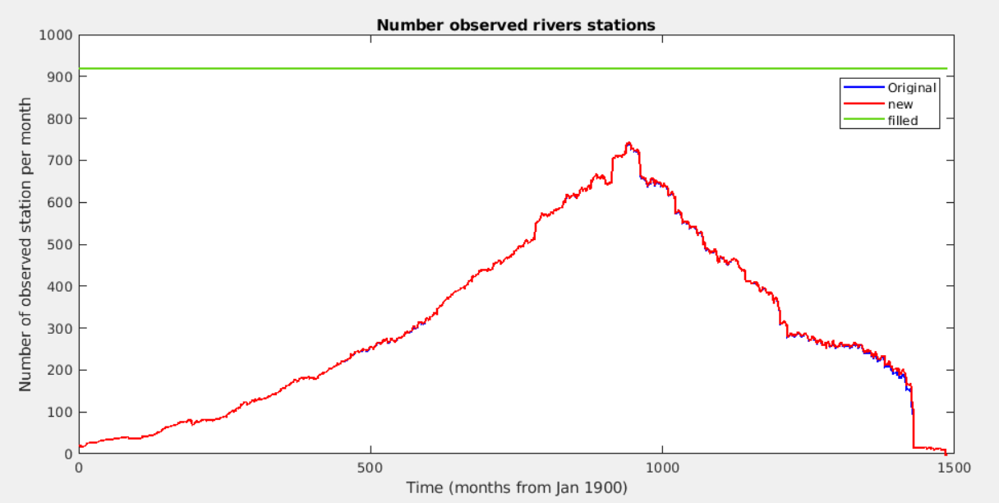 Number observed rivers stations
1000
900
800
700
600
500
400
300
200
100
0
Number of observed station per month
Original
new
filled
0 500 1000 1500
Time (months from Jan 1900)